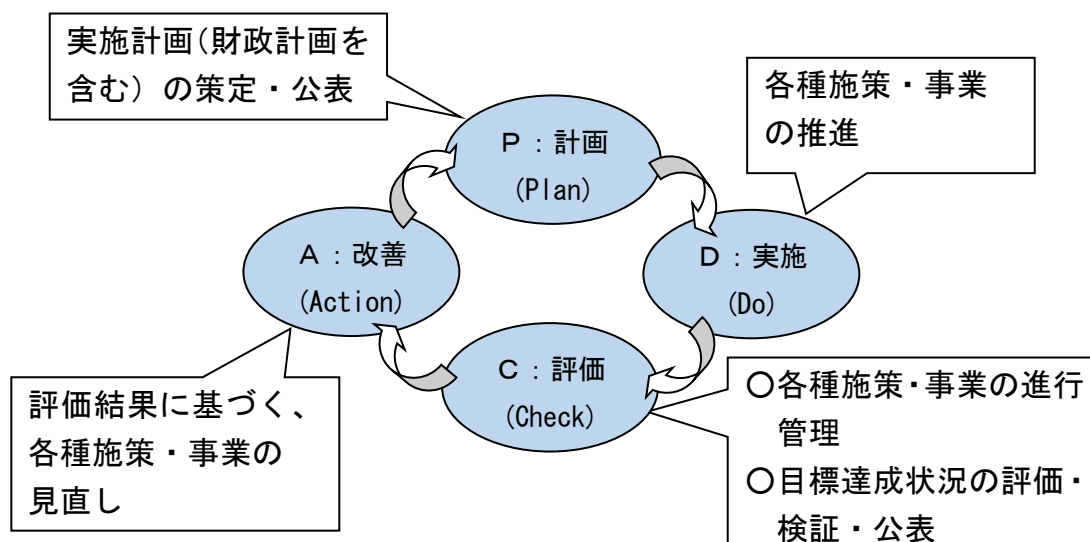 実施計画(財政計画を
含む)の策定・公表
各種施策・事業
の推進
P:計画
(Plan)
A:改善
(Action)
D:実施
(Do)
C:評価
(Check)
評価結果に基づく、
各種施策・事業の
見直し
〇各種施策・事業の進行
管理
〇目標達成状況の評価・
検証・公表